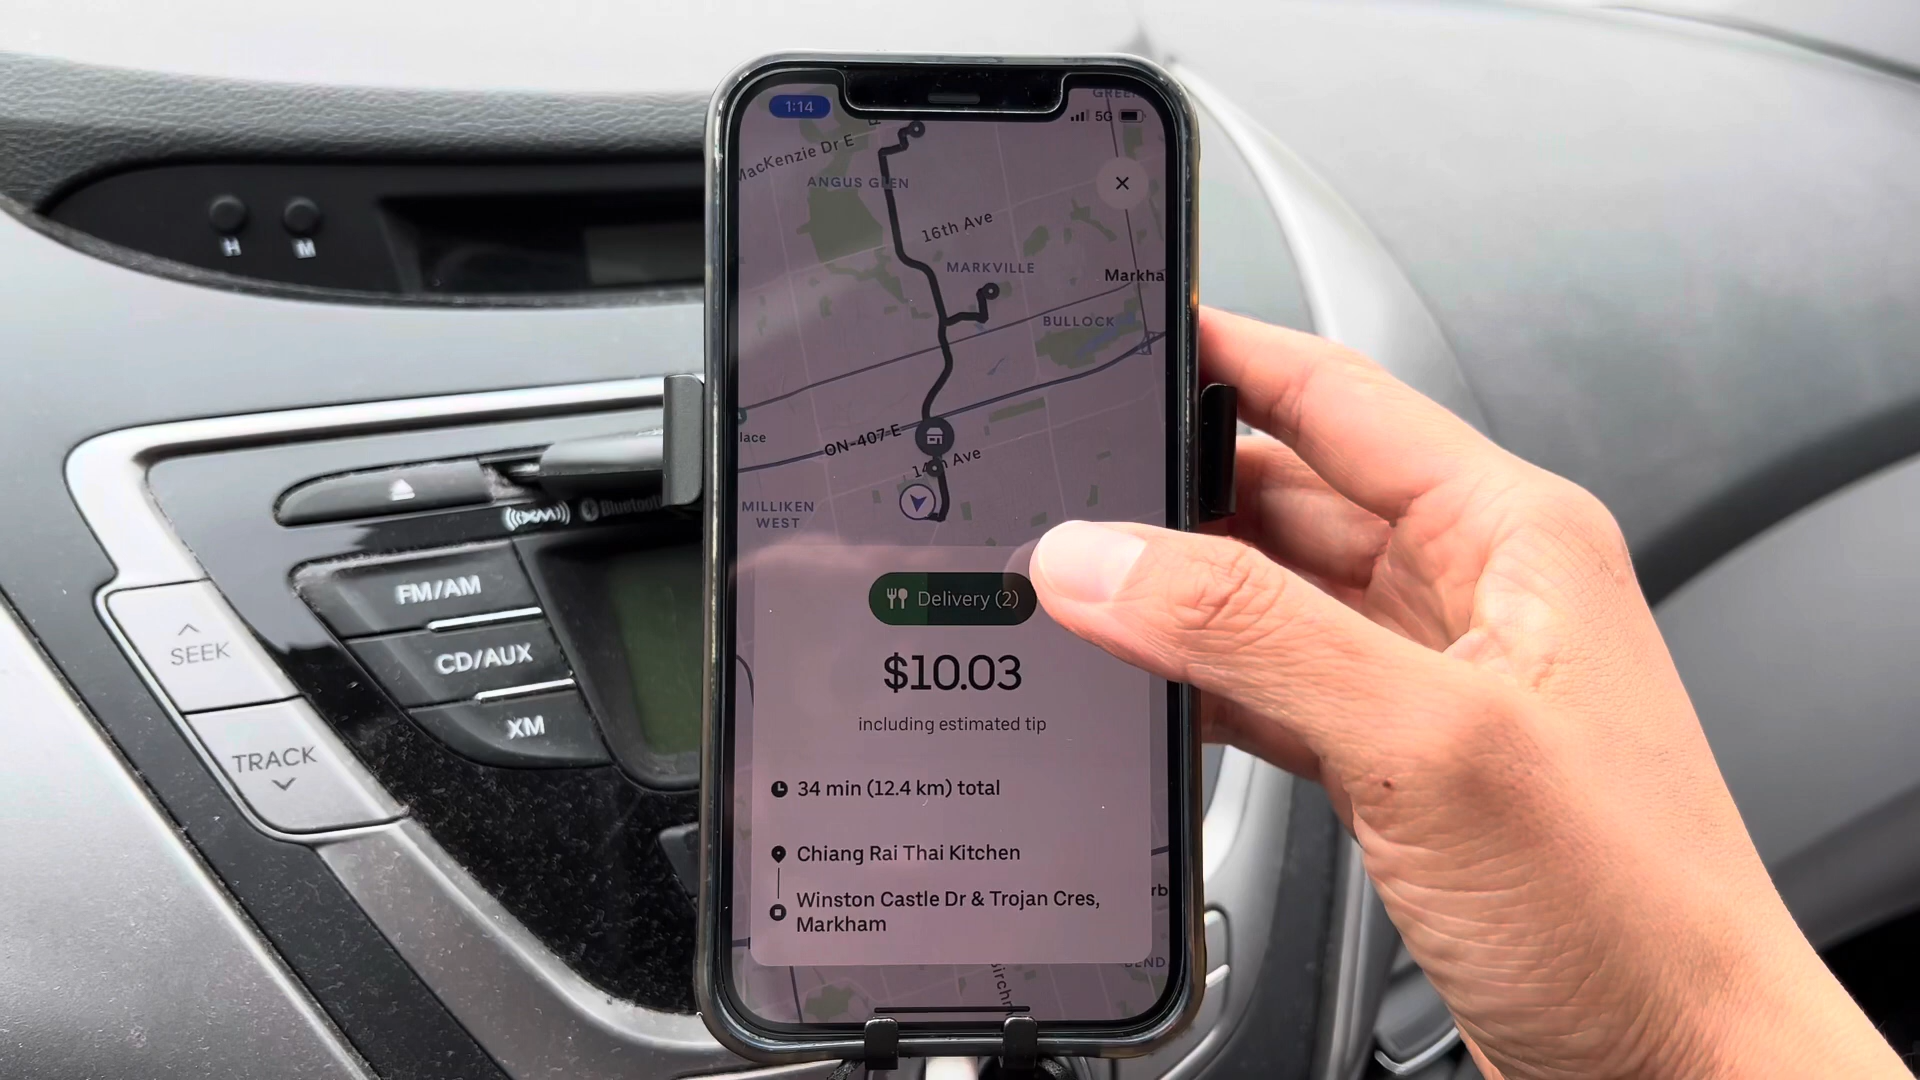 1:14
5G
MacKenzie Dr E
ANGUS GLEN
16th Ave
MARKVILLE
BULLOCK
ON-407 E
MILLIKEN
WEST
Delivery (2)
$10.03
including estimated tip
34 min (12.4 km) total
Chiang Rai Thai Kitchen
Winston Castle Dr & Trojan Cres,
Markham
H
M
XM
Bluetooth
FM/AM
CD/AUX
XM
SEEK
TRACK